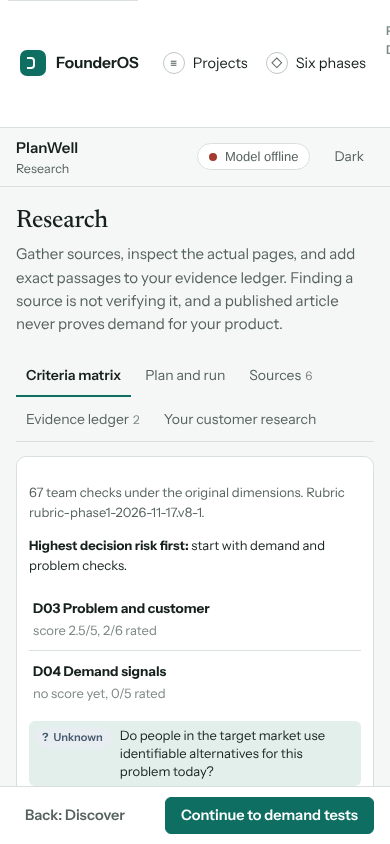 FounderOS
Projects
Six phases
PlanWell
Research
Model offline
Dark
Research
Gather sources, inspect the actual pages, and add
exact passages to your evidence ledger. Finding a
source is not verifying it, and a published article
never proves demand for your product.
Criteria matrix
Plan and run
Sources 6
Evidence ledger 2
Your customer research
67 team checks under the original dimensions. Rubric
rubric-phase1-2026-11-17.v8-1.
Highest decision risk first: start with demand and
problem checks.
D03 Problem and customer
score 2.5/5, 2/6 rated
D04 Demand signals
no score yet, 0/5 rated
? Unknown
Do people in the target market use
identifiable alternatives for this
problem today?
Back: Discover
Continue to demand tests